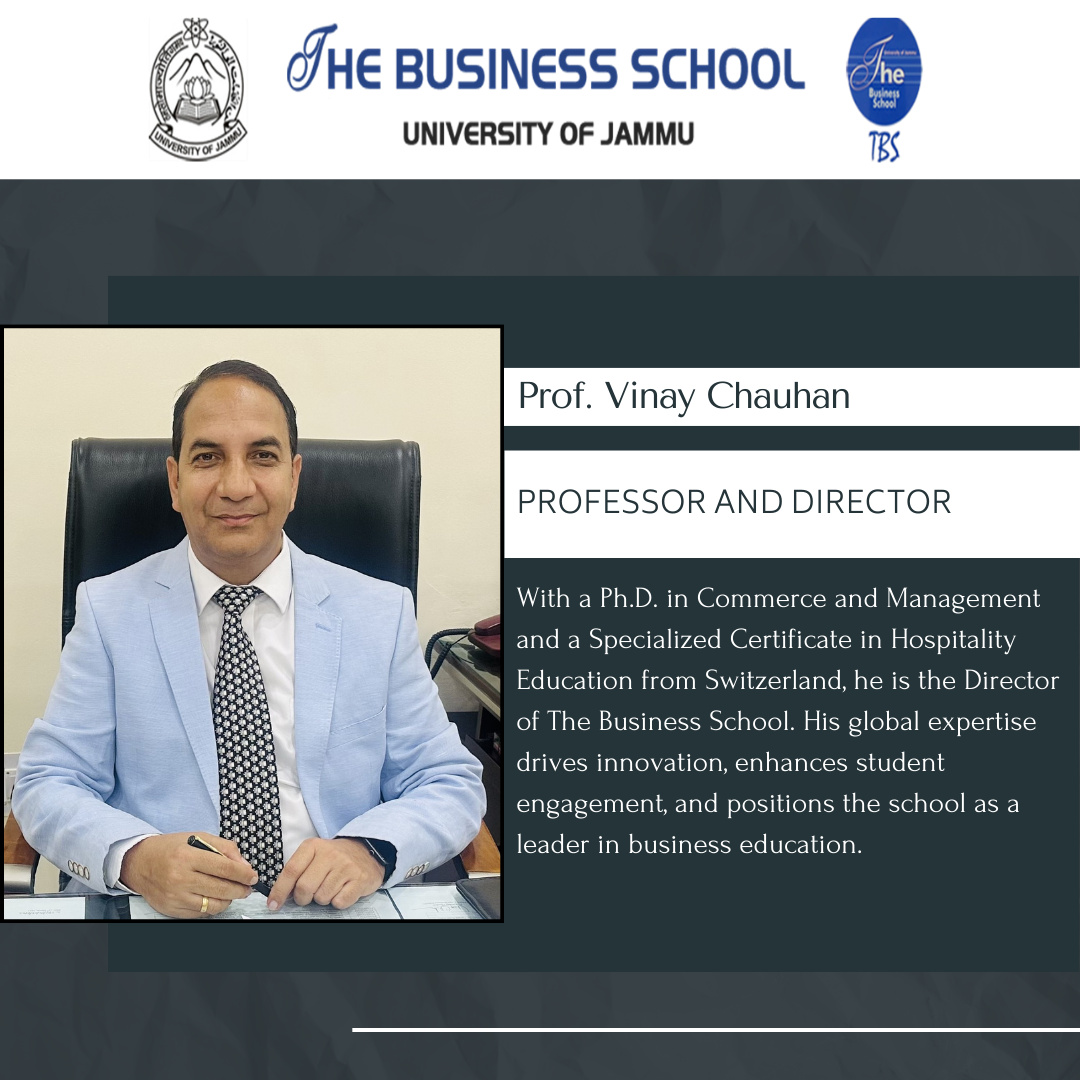 THE BUSINESS SCHOOL
UNIVERSITY OF JAMMU
UNIVERSITY OF JAMMU
University of Jammu
The
Business
School
TBS
Prof. Vinay Chauhan
PROFESSOR AND DIRECTOR
With a Ph.D. in Commerce and Management
and a Specialized Certificate in Hospitality
Education from Switzerland, he is the Director
of The Business School. His global expertise
drives innovation, enhances student
engagement, and positions the school as a
leader in business education.